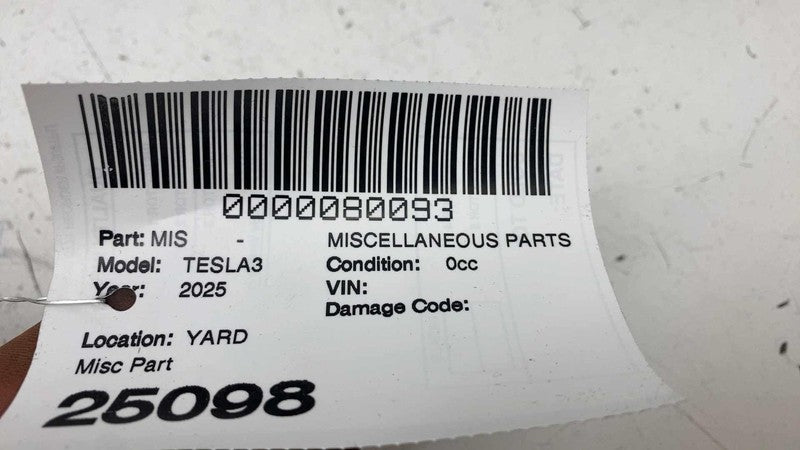 0000080093
Part: MIS - MISCELLANEOUS PARTS
Model: TESLA3 Condition: 0cc
Year: 2025 VIN:
Damage Code:
Location: YARD
Misc Part
25098